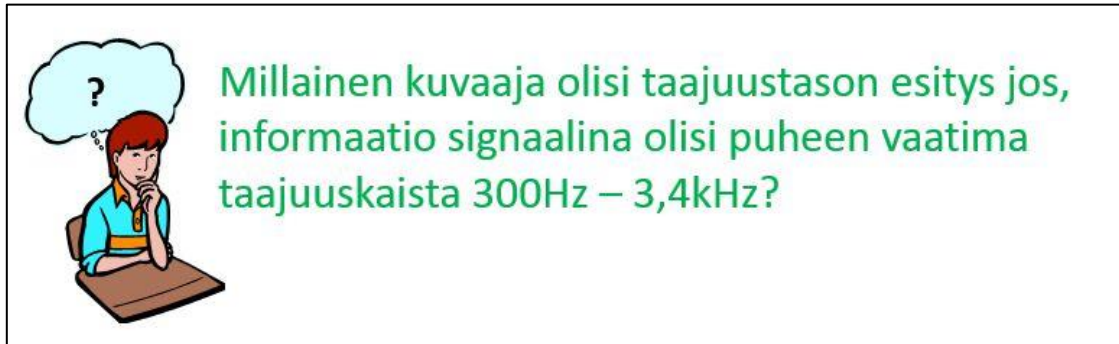 ?
Millainen kuvaaja olisi taajuustason esitys jos,
informaatio signaalina olisi puheen vaatima
taajuuskaista 300Hz – 3,4kHz?